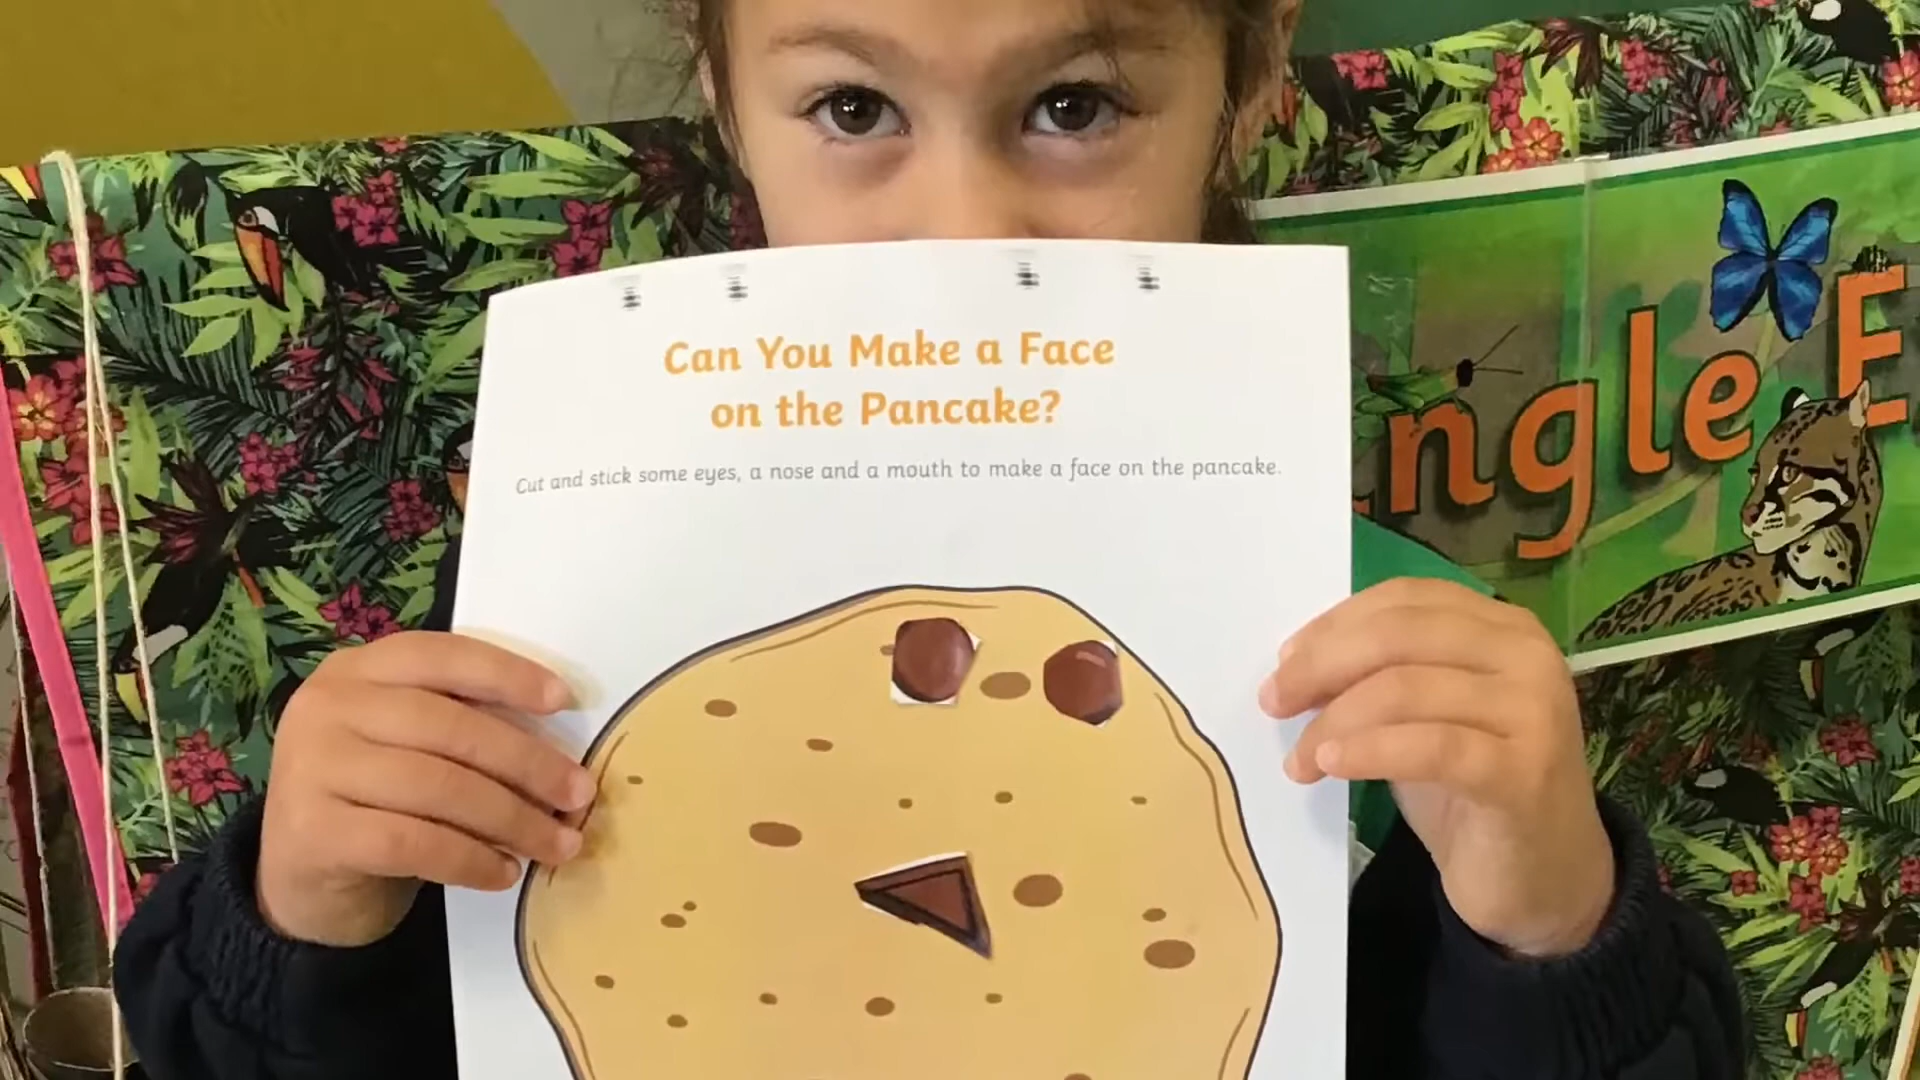 Can You Make a Face
on the Pancake?
Cut and stick some eyes, a nose and a mouth to make a face on the pancake.
ngle E